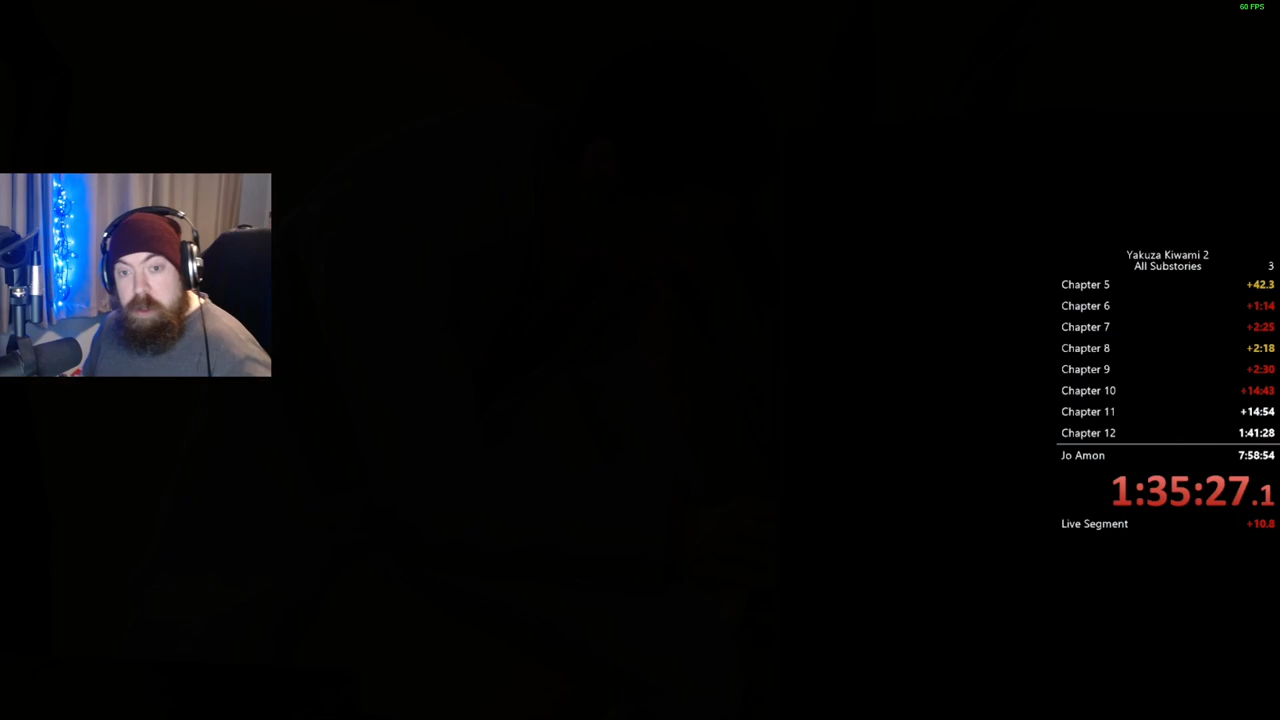 60 FPS
Yakuza Kiwami 2
All Substories 3
Chapter 5 +42.3
Chapter 6 +1:14
Chapter 7 +2:25
Chapter 8 +2:18
Chapter 9 +2:30
Chapter 10 +14:43
Chapter 11 +14:54
Chapter 12 1:41:28
Jo Amon 7:58:54
1:35:27.1
Live Segment +10.8